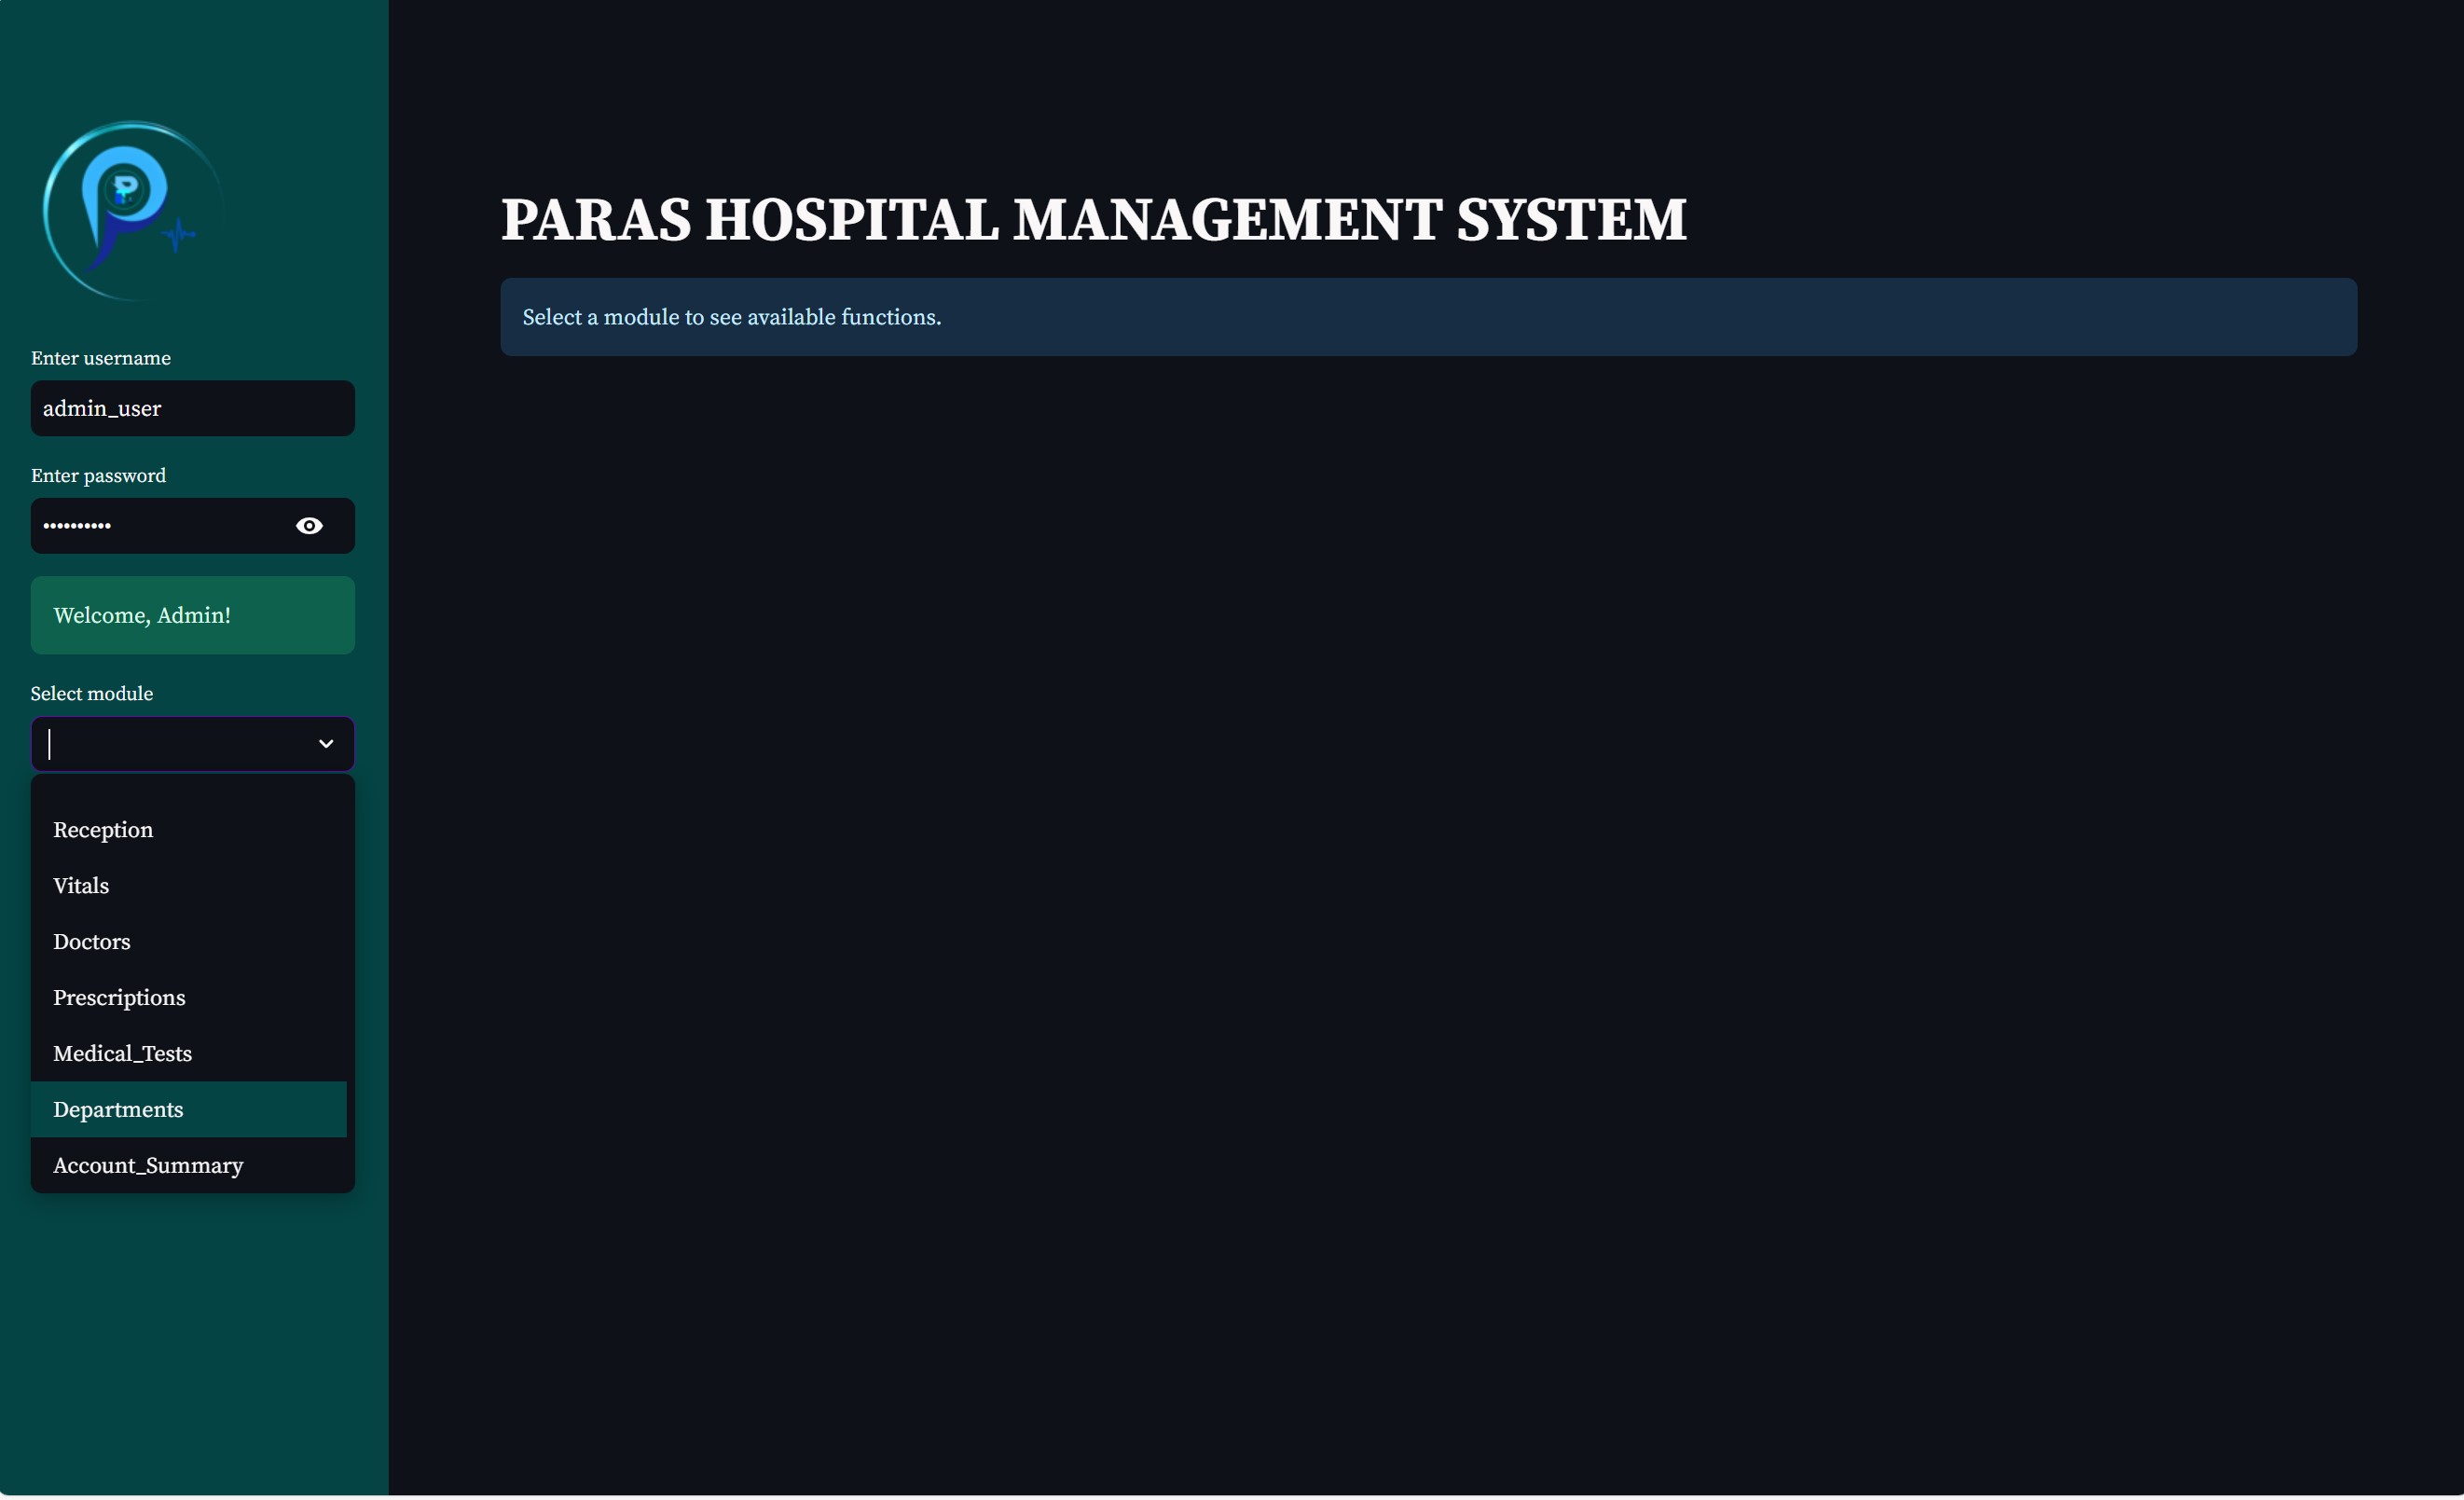 PARAS HOSPITAL MANAGEMENT SYSTEM
Select a module to see available functions.
Enter username
admin_user
Enter password
••••••••••
Welcome, Admin!
Select module
Reception
Vitals
Doctors
Prescriptions
Medical_Tests
Departments
Account_Summary